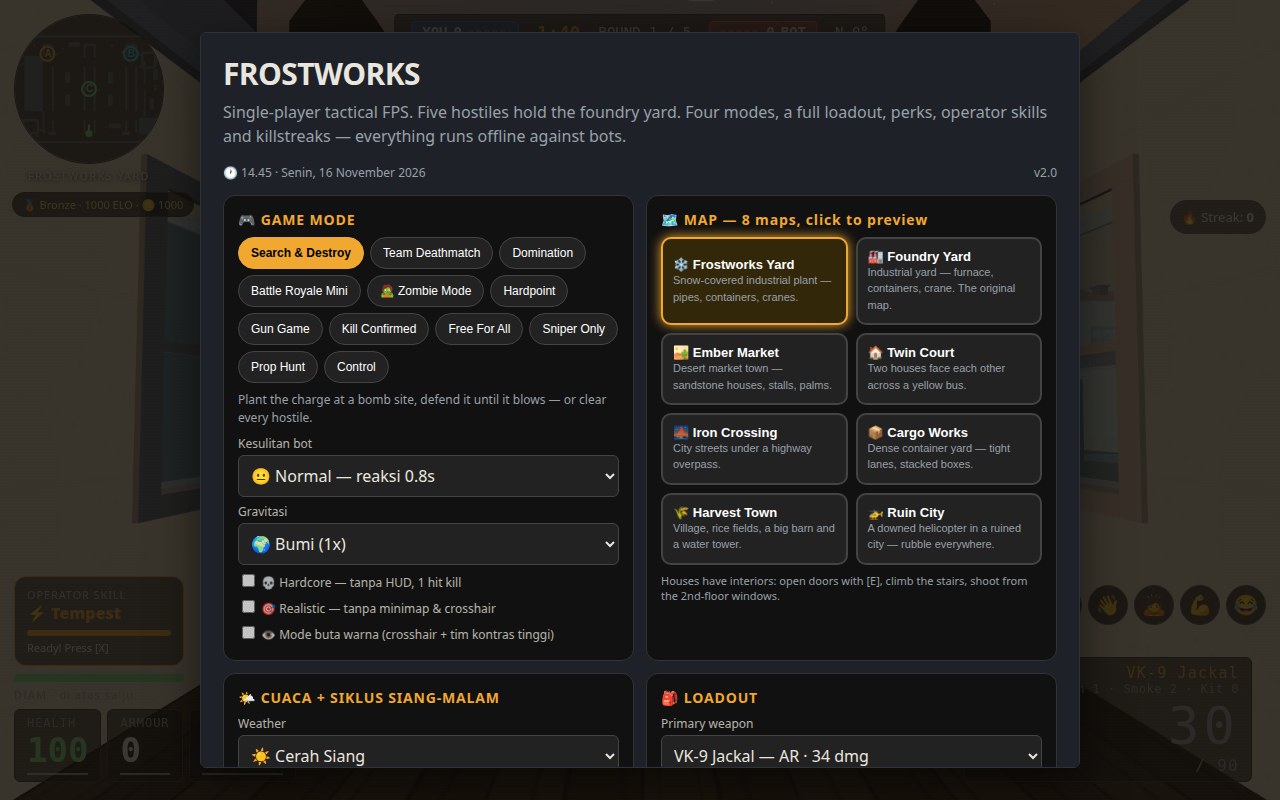 FROSTWORKS
Single-player tactical FPS. Five hostiles hold the foundry yard. Four modes, a full loadout, perks, operator skills
and killstreaks — everything runs offline against bots.
🕐 14.45 · Senin, 16 November 2026
v2.0
🎮 GAME MODE
Search & Destroy
Team Deathmatch
Domination
Battle Royale Mini
🧟 Zombie Mode
Hardpoint
Gun Game
Kill Confirmed
Free For All
Sniper Only
Prop Hunt
Control
Plant the charge at a bomb site, defend it until it blows — or clear
every hostile.
Kesulitan bot
😐 Normal — reaksi 0.8s
Gravitasi
🌍 Bumi (1x)
💀 Hardcore — tanpa HUD, 1 hit kill
🎯 Realistic — tanpa minimap & crosshair
👁️ Mode buta warna (crosshair + tim kontras tinggi)
🗺️ MAP — 8 maps, click to preview
❄️ Frostworks Yard
Snow-covered industrial plant —
pipes, containers, cranes.
🏭 Foundry Yard
Industrial yard — furnace,
containers, crane. The original
map.
🏜️ Ember Market
Desert market town —
sandstone houses, stalls, palms.
🏠 Twin Court
Two houses face each other
across a yellow bus.
🌉 Iron Crossing
City streets under a highway
overpass.
📦 Cargo Works
Dense container yard — tight
lanes, stacked boxes.
🌾 Harvest Town
Village, rice fields, a big barn and
a water tower.
🚁 Ruin City
A downed helicopter in a ruined
city — rubble everywhere.
Houses have interiors: open doors with [E], climb the stairs, shoot from
the 2nd-floor windows.
🌤️ CUACA + SIKLUS SIANG-MALAM
Weather
☀️ Cerah Siang
🎒 LOADOUT
Primary weapon
VK-9 Jackal — AR · 34 dmg
A
B
C
FROSTWORKS YARD
🏅 Bronze · 1000 ELO · 🪙 1000
ROUND 1 / 6
N 0°
🔥 Streak: 0
OPERATOR SKILL
⚡ Tempest
Ready! Press [X]
HEALTH
100
ARMOUR
0
VK-9 Jackal
1 · Smoke 2 · Kit 0
30
/ 90